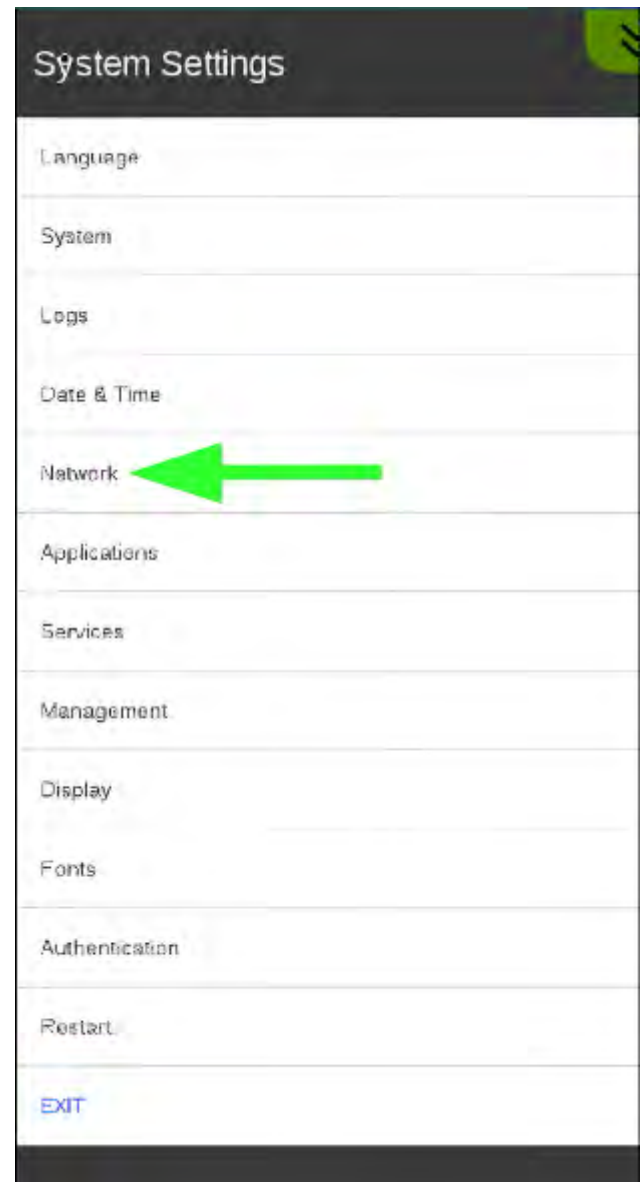 System Settings
Language
System
Logs
Date & Time
Network
Applications
Services
Management
Display
Fonts
Authentication
Restart
EXIT